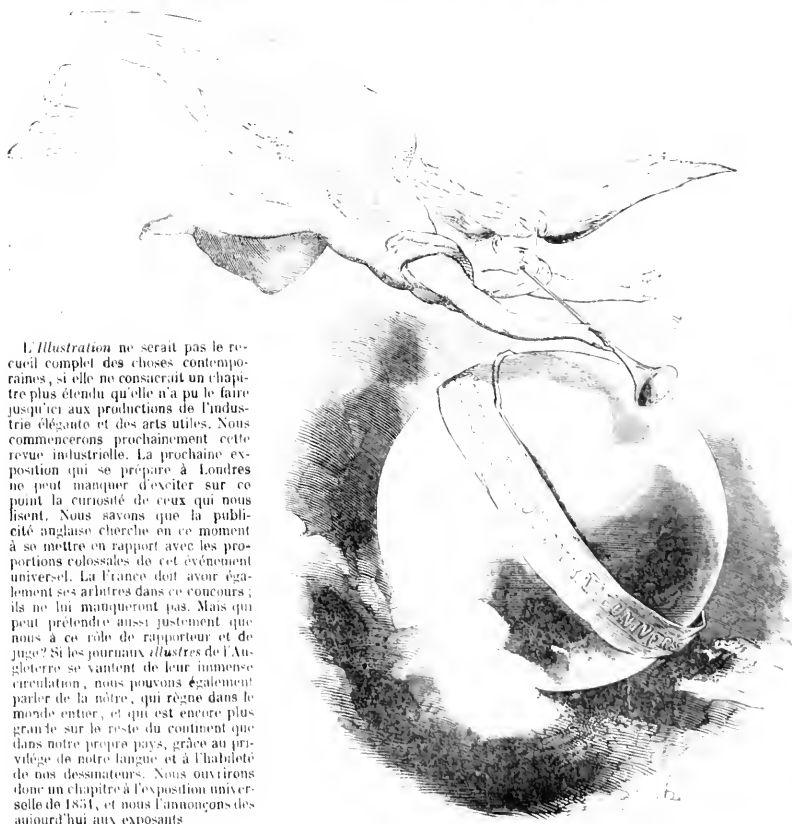 L'Illustration ne serait pas le re-
cueil complet des choses contempo-
raines, si elle ne consacrait un chapi-
tre plus étendu qu'elle n'a pu le faire
jusqu'ici aux productions de l'indus-
trie élégante et des arts utiles. Nous
commencerons prochainement cette
revue industrielle. La prochaine ex-
position qui se prépare à Londres
ne peut manquer d'exciter sur ce
point la curiosité de ceux qui nous
lisent. Nous savons que la publi-
cité anglaise cherche en ce moment
à se mettre en rapport avec les pro-
portions colossales de cet événement
universel. La France doit avoir éga-
lement ses arbitres dans ce concours ;
ils ne lui manqueront pas. Mais qui
peut prétendre aussi justement que
nous à ce rôle de rapporteur et de
juge? Si les journaux illustres de l'An-
gleterre se vantent de leur immense
circulation, nous pouvons également
parler de la nôtre, qui règne dans le
monde entier, et qui est encore plus
grande sur le reste du continent que
dans notre propre pays, grâce au pri-
vilége de notre langue et à l'habileté
de nos dessinateurs. Nous ouvrirons
donc un chapitre à l'exposition univer-
selle de 1851, et nous l'annonçons dès
aujourd'hui aux exposants